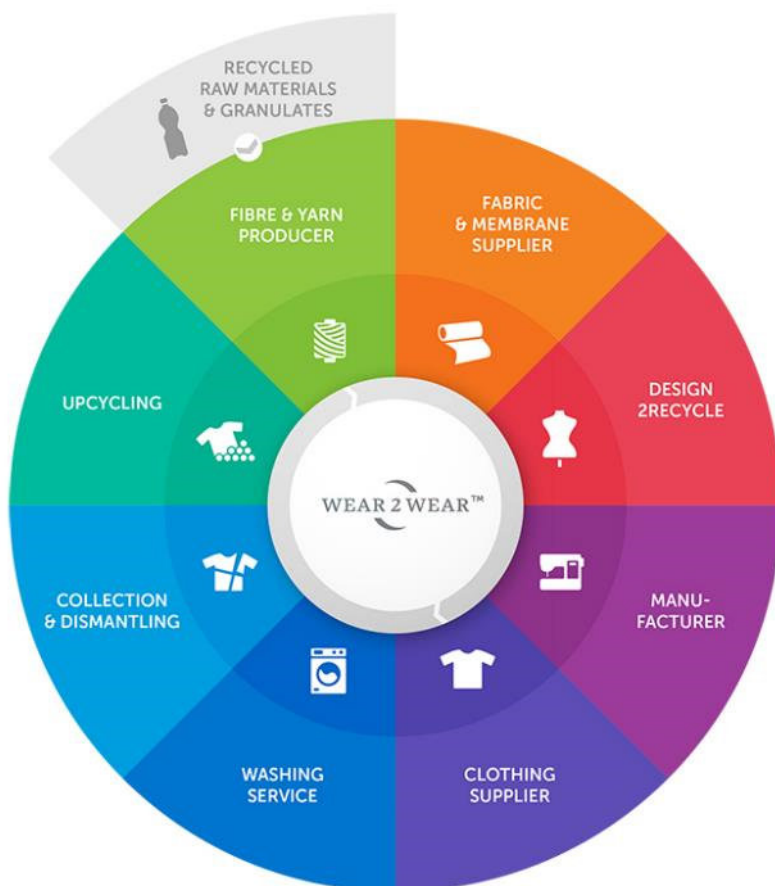 RECYCLED
RAW MATERIALS
& GRANULATES
FIBRE & YARN
PRODUCER
FABRIC
& MEMBRANE
SUPPLIER
UPCYCLING
DESIGN
2RECYCLE
WEAR 2 WEAR™
COLLECTION
& DISMANTLING
MANU-
FACTURER
WASHING
SERVICE
CLOTHING
SUPPLIER